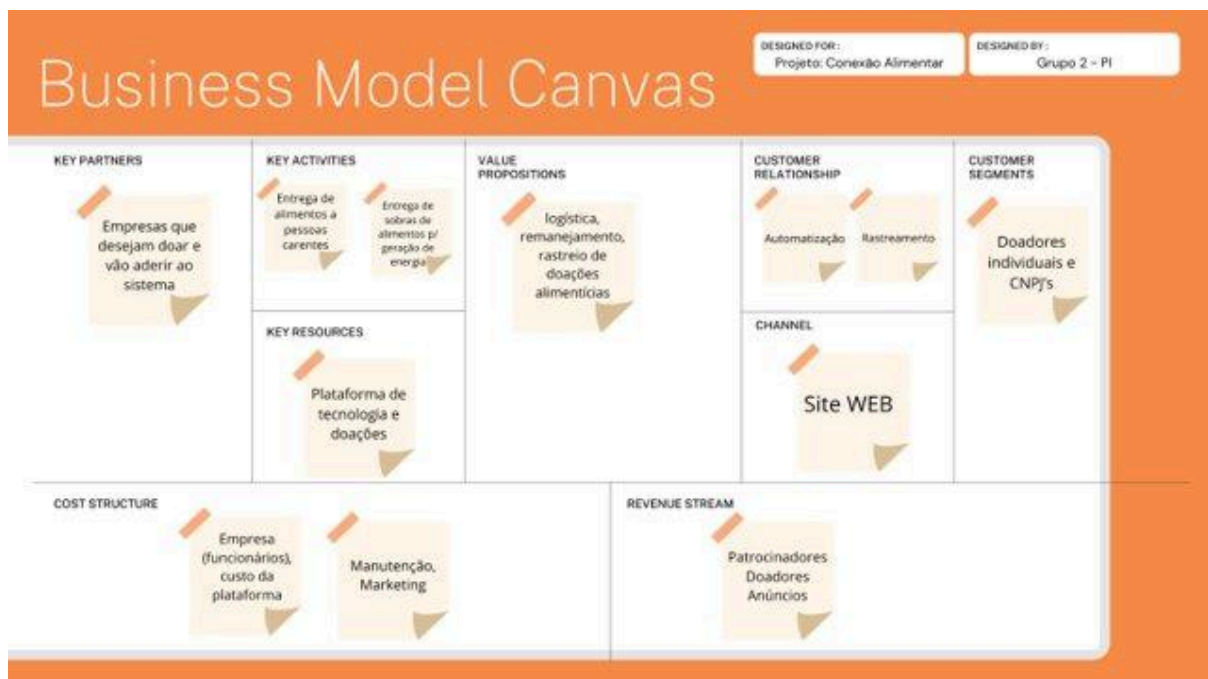 Business Model Canvas
DESIGNED FOR :
Projeto: Conexão Alimentar
DESIGNED BY :
Grupo 2 - PI
KEY PARTNERS
Empresas que
desejam doar e
vão aderir ao
sistema
KEY ACTIVITIES
Entrega de
alimentos a
pessoas
carentes
Entrega de
sobras de
alimentos p/
geração de
energia
KEY RESOURCES
Plataforma de
tecnologia e
doações
VALUE
PROPOSITIONS
logística,
remanejamento,
rastreio de
doações
alimentícias
CUSTOMER
RELATIONSHIP
Automatização
Rastreamento
CHANNEL
Site WEB
CUSTOMER
SEGMENTS
Doadores
individuais e
CNPJ's
COST STRUCTURE
Empresa
(funcionários),
custo da
plataforma
Manutenção,
Marketing
REVENUE STREAM
Patrocinadores
Doadores
Anúncios